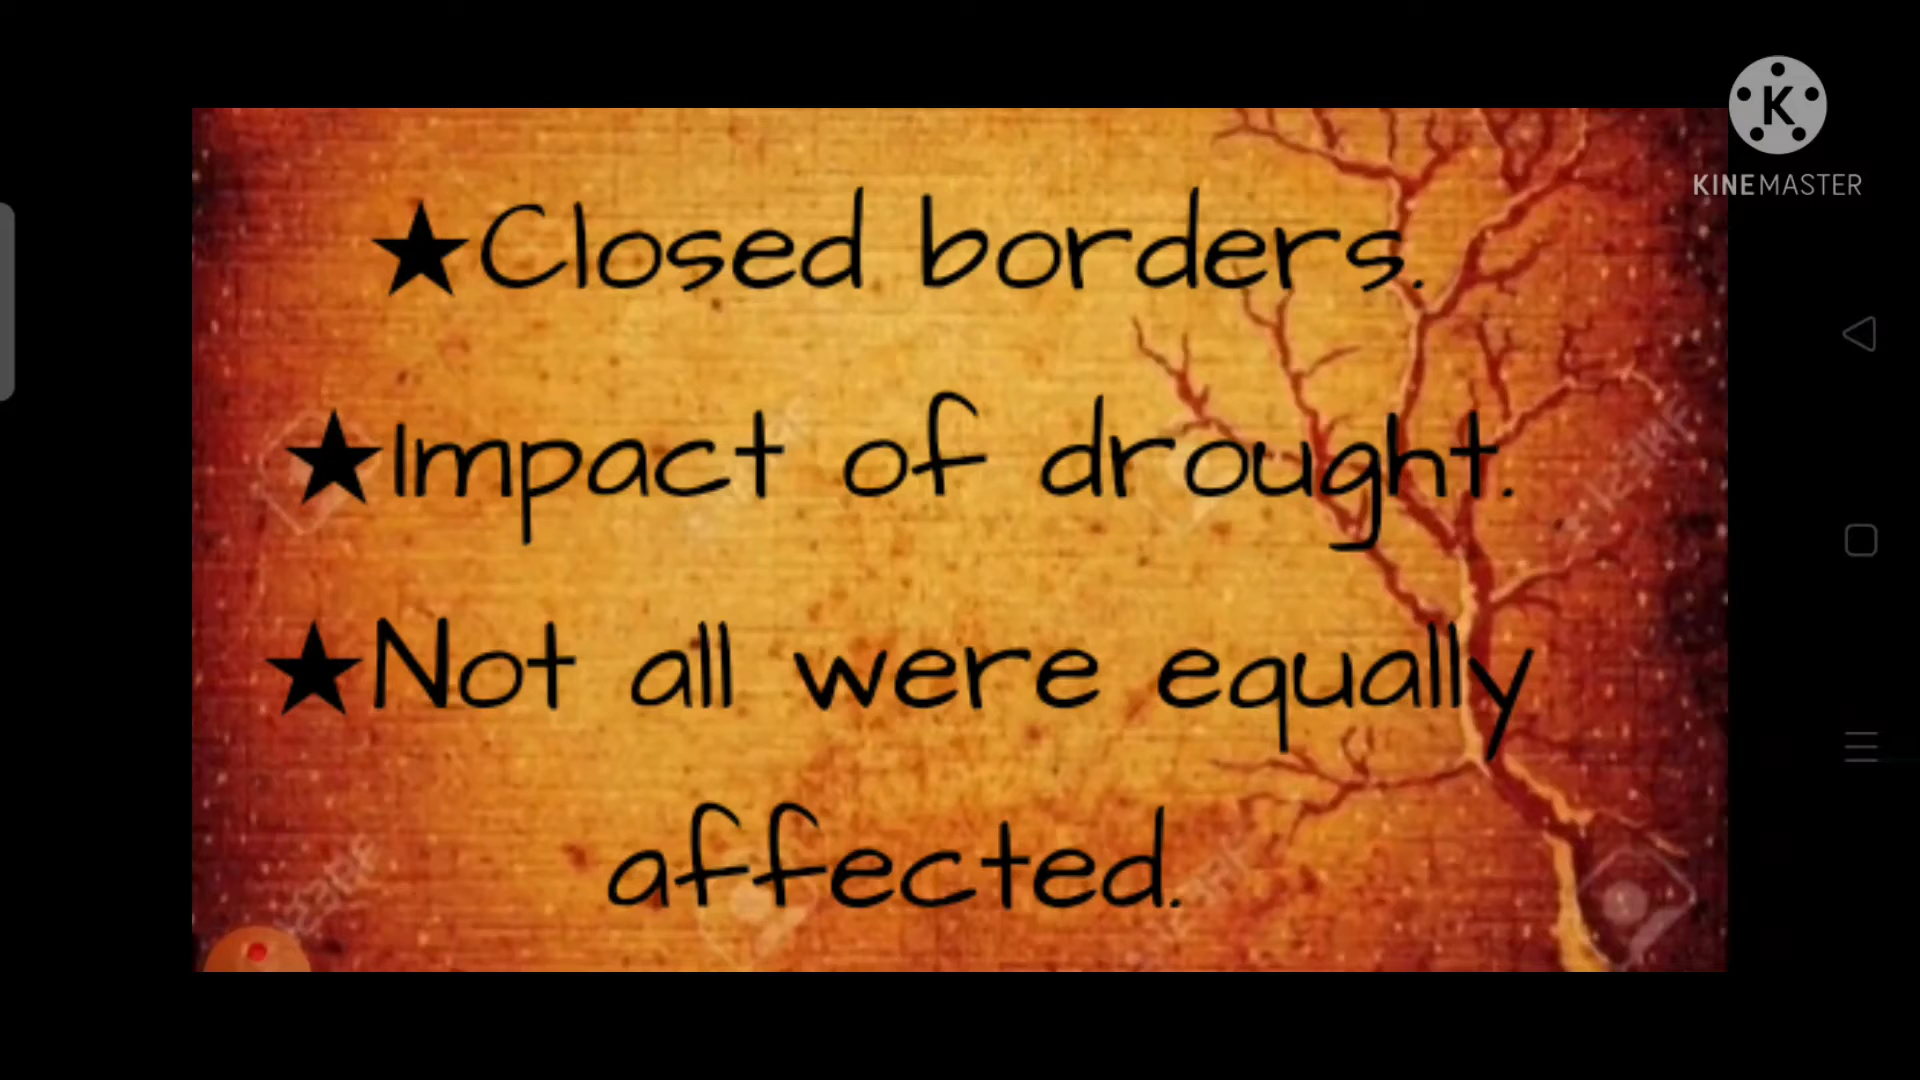 KINEMASTER
★Closed borders.
★Impact of drought.
★Not all were equally
affected.